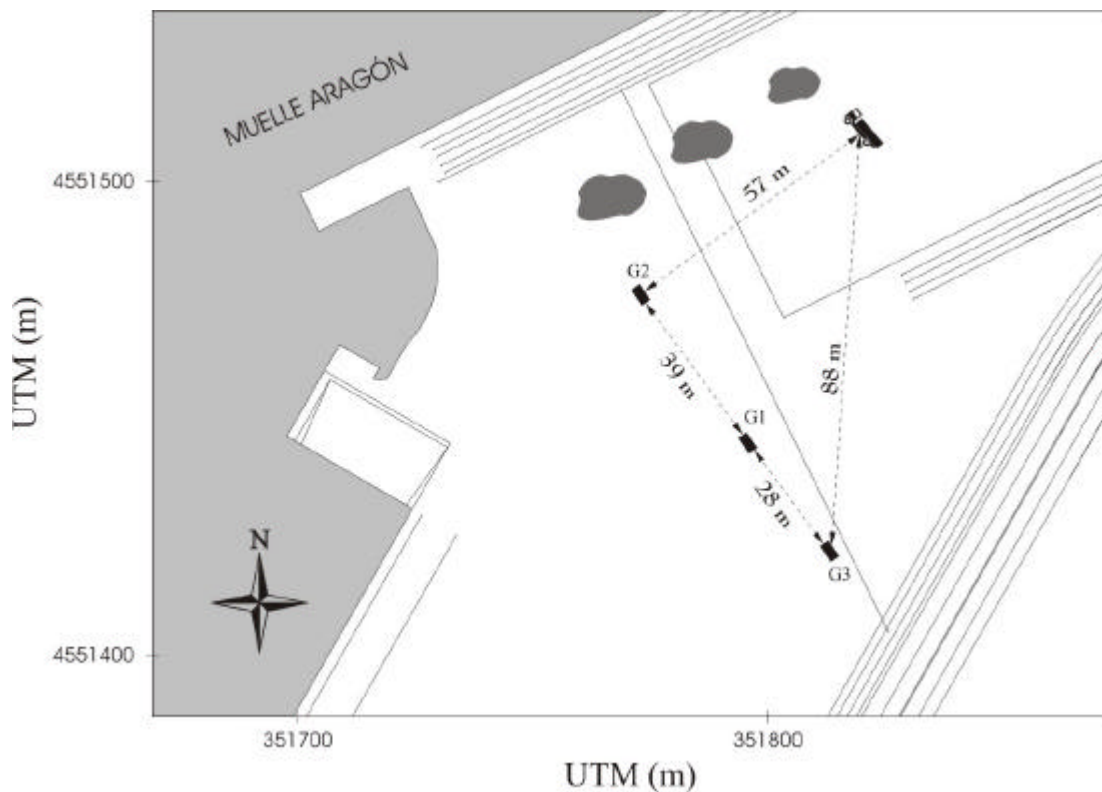 MUELLE ARAGÓN
4551500
57 m
G2
UTM (m)
39 m
88 m
G1
28 m
N
G3
4551400
351700
351800
UTM (m)